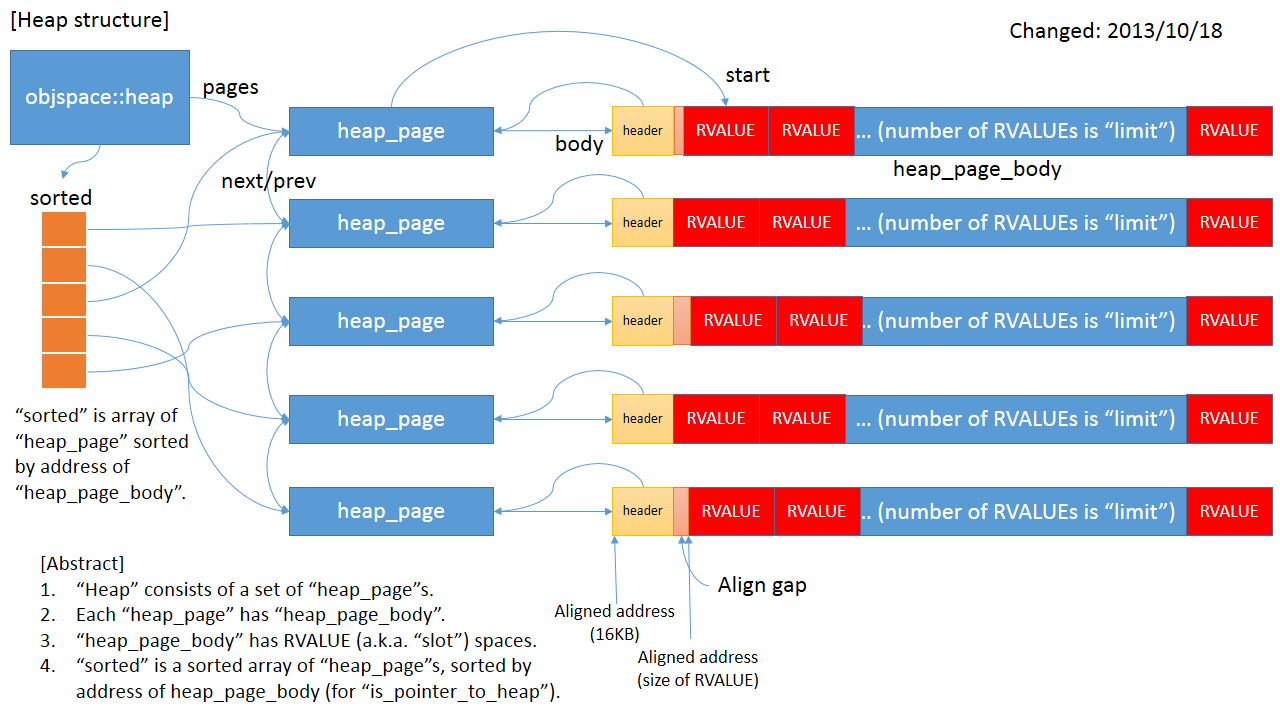 [Heap structure]
Changed: 2013/10/18
objspace::heap
pages
start
heap_page
body
header
RVALUE
RVALUE
... (number of RVALUEs is “limit”)
RVALUE
heap_page_body
next/prev
sorted
heap_page
header
RVALUE
RVALUE
... (number of RVALUEs is “limit”)
RVALUE
heap_page
header
RVALUE
RVALUE
.. (number of RVALUEs is “limit”)
RVALUE
heap_page
header
RVALUE
RVALUE
... (number of RVALUEs is “limit”)
RVALUE
“sorted” is array of
“heap_page” sorted
by address of
“heap_page_body”.
heap_page
header
RVALUE
RVALUE
.. (number of RVALUEs is “limit”)
RVALUE
Align gap
Aligned address
(16KB)
Aligned address
(size of RVALUE)
[Abstract]
1. “Heap” consists of a set of “heap_page”s.
2. Each “heap_page” has “heap_page_body”.
3. “heap_page_body” has RVALUE (a.k.a. “slot”) spaces.
4. “sorted” is a sorted array of “heap_page”s, sorted by
address of heap_page_body (for “is_pointer_to_heap”).